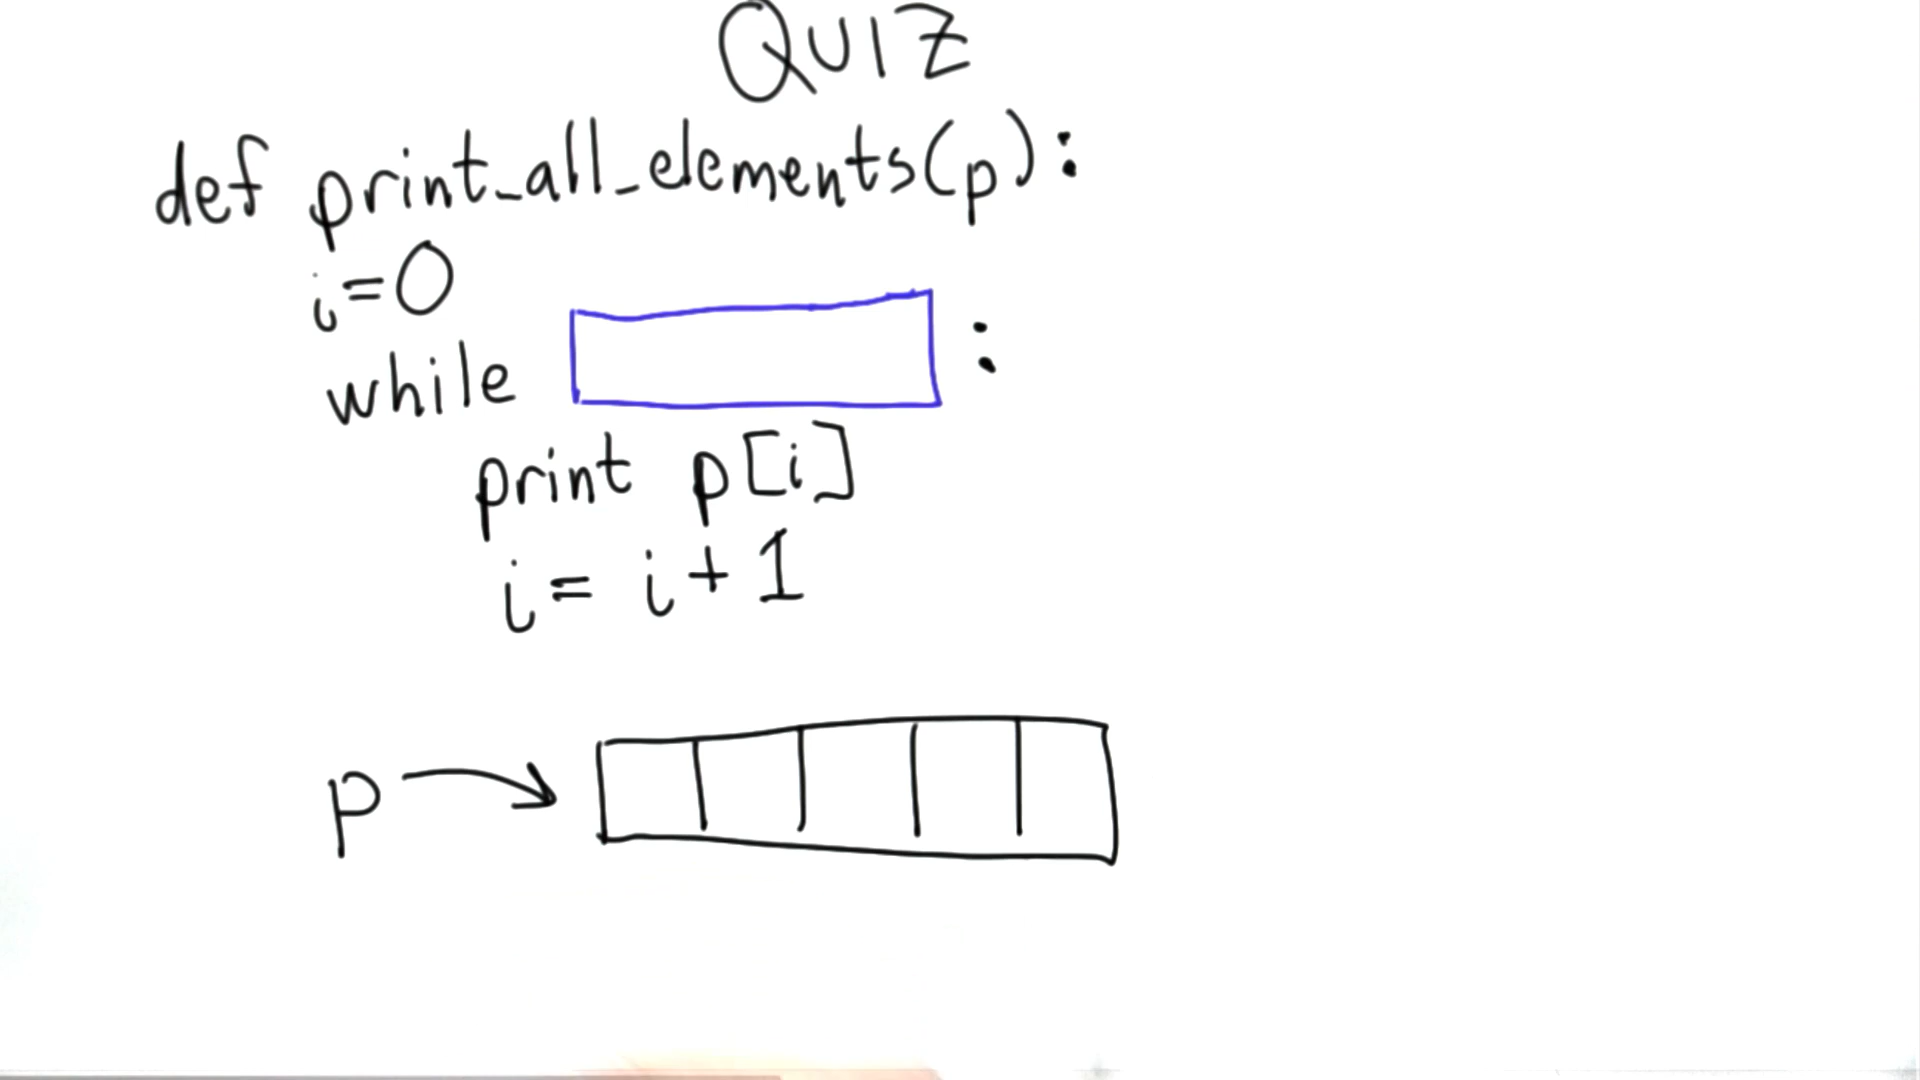 QUIZ
def print_all_elements(p):
i=0
while :
print p[i]
i= i+1
p